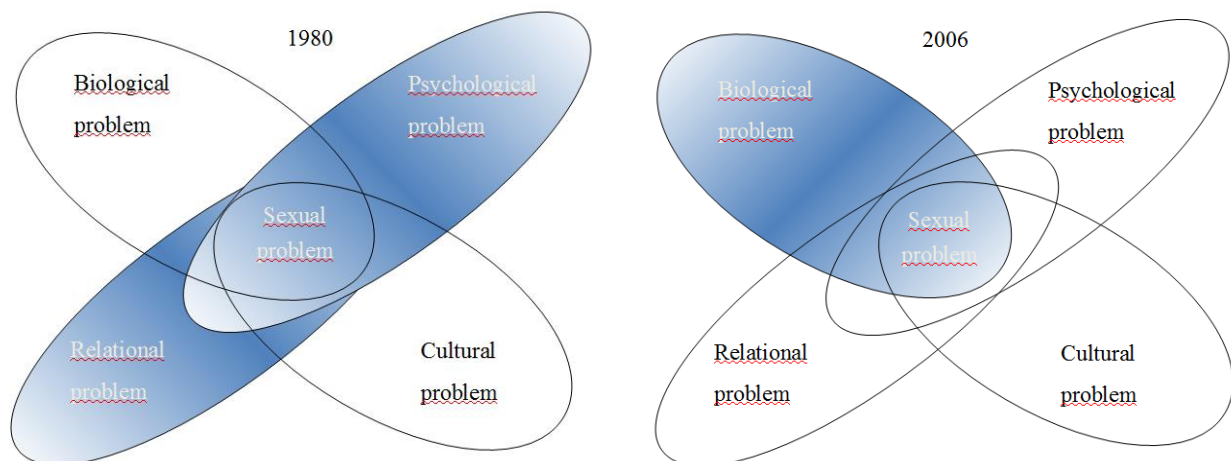 1980
Biological
problem
Psychological
problem
Sexual
problem
Relational
problem
Cultural
problem
2006
Biological
problem
Psychological
problem
Sexual
problem
Relational
problem
Cultural
problem